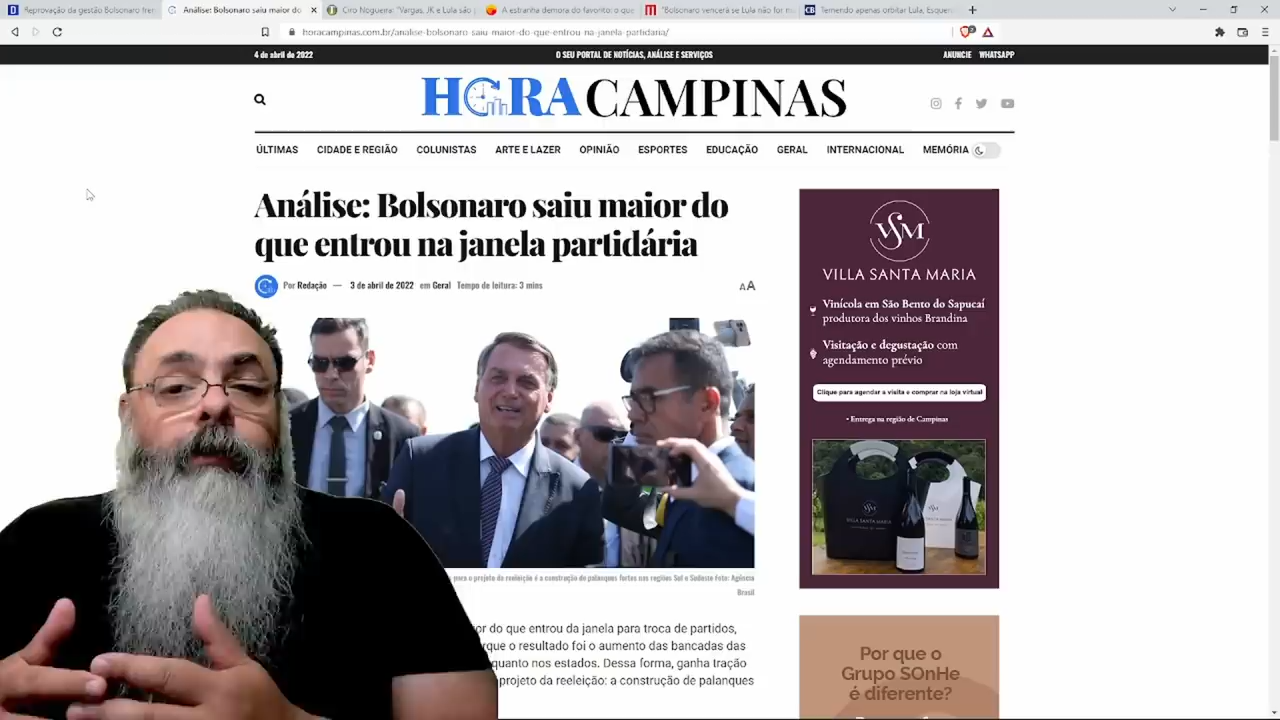 Reprovação da gestão Bolsonaro rep
Análise: Bolsonaro saiu maior do
Ciro Nogueira: "Vargas, JK e Lula são
A estranha demora do favorito: o que
"Bolsonaro vencerá se Lula não for m
Temendo apenas orbitar Lula, Esquer
horacampinas.com.br/analise-bolsonaro-saiu-maior-do-que-entrou-na-janela-partidaria/
4 de abril de 2022
O SEU PORTAL DE NOTÍCIAS, ANÁLISE E SERVIÇOS
ANUNCIE WHATSAPP
HORA CAMPINAS
ÚLTIMAS CIDADE E REGIÃO COLUNISTAS ARTE E LAZER OPINIÃO ESPORTES EDUCAÇÃO GERAL INTERNACIONAL MEMÓRIA
Análise: Bolsonaro saiu maior do
que entrou na janela partidária
Por Redação — 3 de abril de 2022 em Geral Tempo de leitura: 3 mins
AA
para o projeto da reeleição é a construção de palanques fortes nas regiões Sul e Sudeste Foto: Agência
Brasil
or do que entrou da janela para troca de partidos,
que o resultado foi o aumento das bancadas das
quanto nos estados. Dessa forma, ganha tração
projeto da reeleição: a construção de palanques
VSM
VILLA SANTA MARIA
Vinícola em São Bento do Sapucaí
produtora dos vinhos Brandina
Visitação e degustação com
agendamento prévio
Clique para agendar a visita e comprar na loja virtual
• Entrega na região de Campinas
VILLA SANTA MARIA
Por que o
Grupo SOnHe
é diferente?